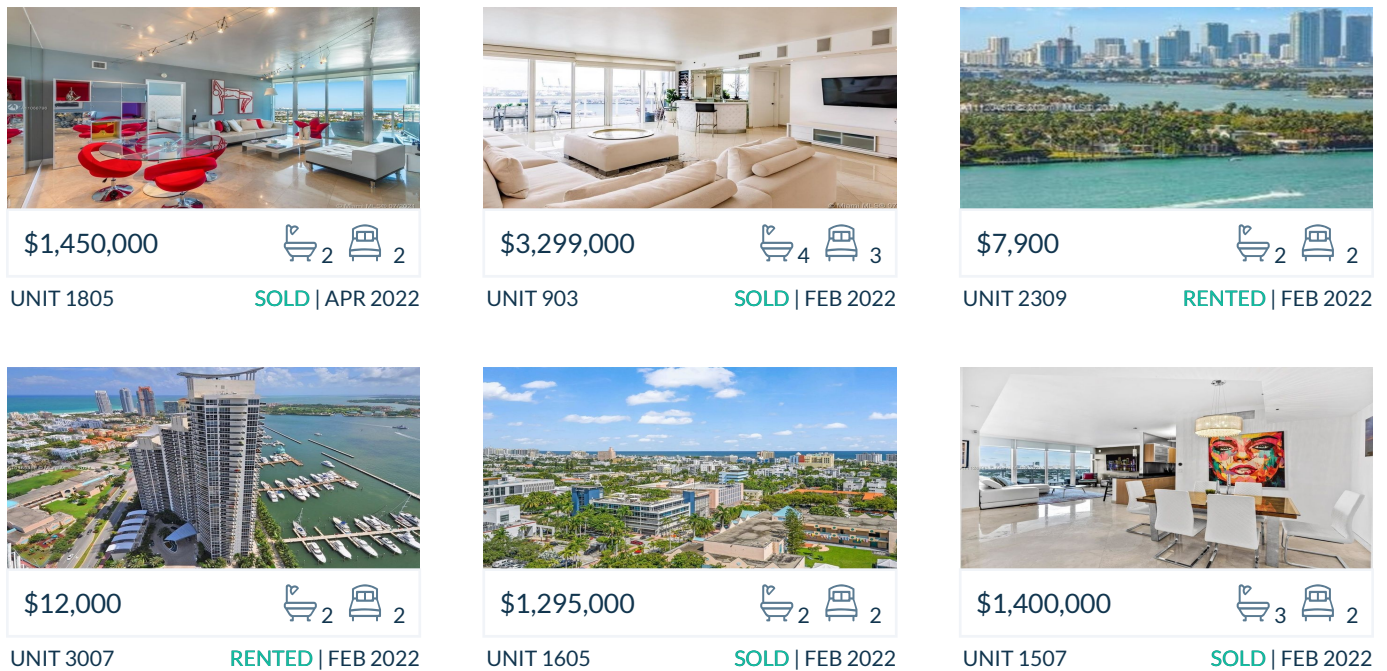 $1,450,000 2 2
UNIT 1805 SOLD | APR 2022
$3,299,000 4 3
UNIT 903 SOLD | FEB 2022
$7,900 2 2
UNIT 2309 RENTED | FEB 2022
$12,000 2 2
UNIT 3007 RENTED | FEB 2022
$1,295,000 2 2
UNIT 1605 SOLD | FEB 2022
$1,400,000 3 2
UNIT 1507 SOLD | FEB 2022